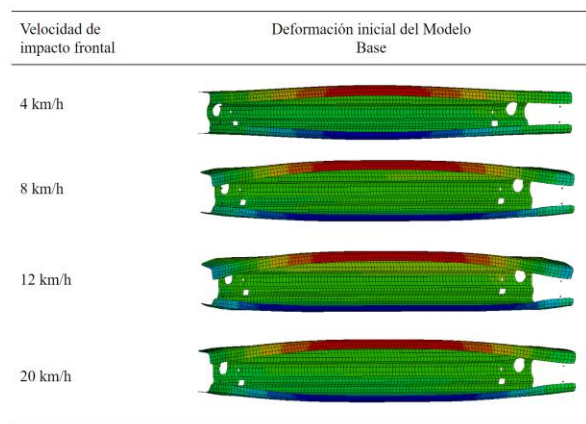 Velocidad de
impacto frontal
Deformación inicial del Modelo
Base
4 km/h
8 km/h
12 km/h
20 km/h